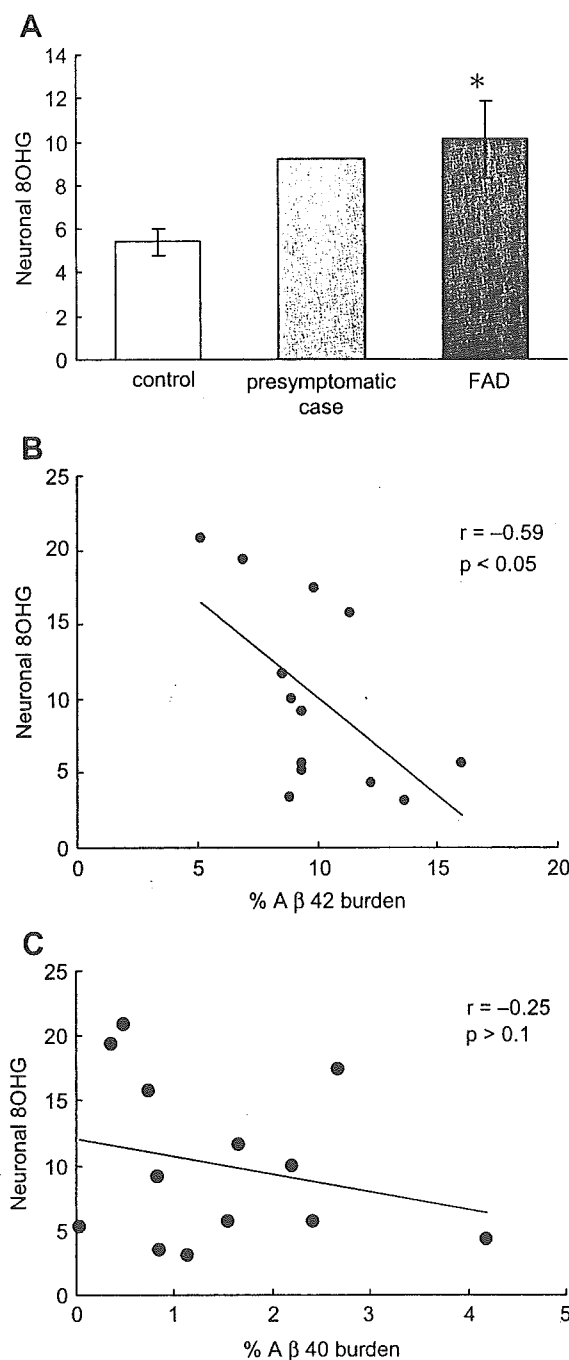 A
14
12
10
8
6
4
2
0
Neuronal 8OHG
*
control
presymptomatic
case
FAD
B
25
20
15
10
5
0
Neuronal 8OHG
r = –0.59
p < 0.05
0 5 10 15 20
% A β 42 burden
C
25
20
15
10
5
0
Neuronal 8OHG
r = –0.25
p > 0.1
0 1 2 3 4 5
% A β 40 burden